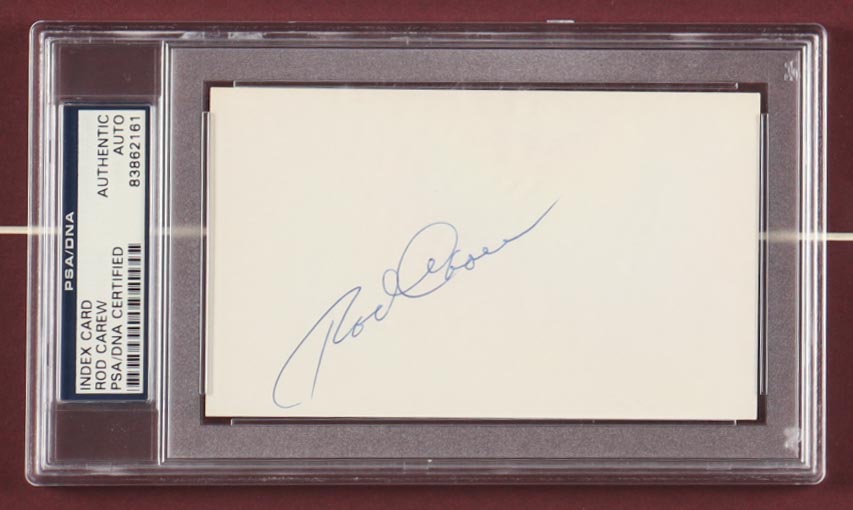 PSA/DNA
INDEX CARD
ROD CAREW
PSA/DNA CERTIFIED
AUTHENTIC
AUTO
83862161
Rod Carew